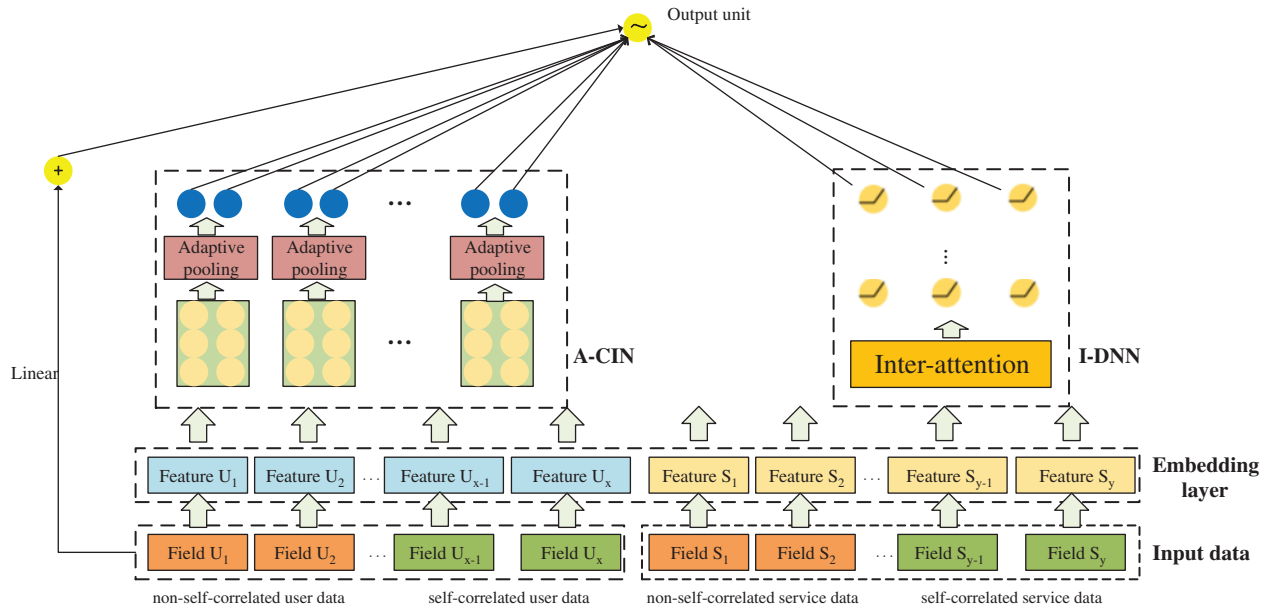 Output unit
~
+
... 
Adaptive pooling
Adaptive pooling
Adaptive pooling
...
...
A-CIN
Inter-attention
I-DNN
Linear
Feature U1 Feature U2 ... Feature Ux-1 Feature Ux Feature S1 Feature S2 ... Feature Sy-1 Feature Sy
Embedding
layer
Field U1 Field U2 ... Field Ux-1 Field Ux Field S1 Field S2 ... Field Sy-1 Field Sy
Input data
non-self-correlated user data self-correlated user data non-self-correlated service data self-correlated service data